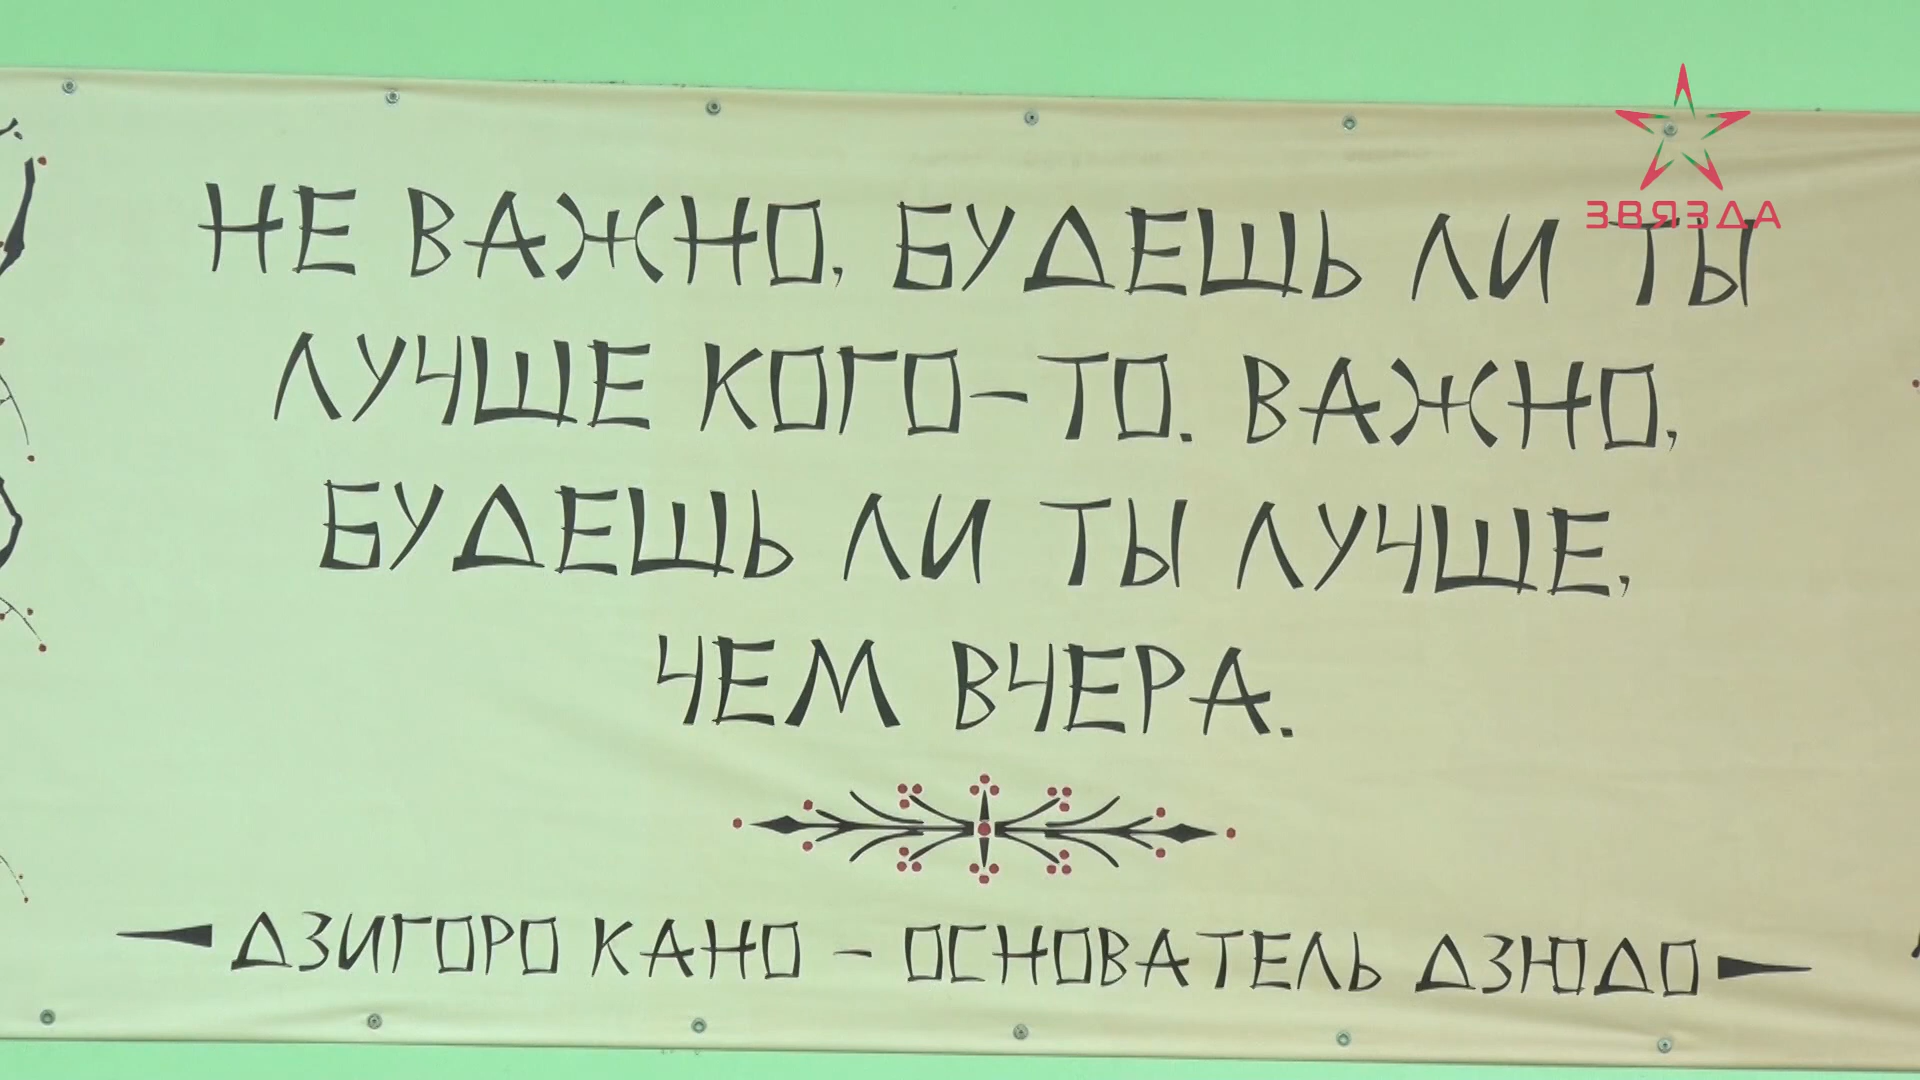 ЗВЯЗДА
НЕ ВАЖНО, БУДЕШЬ ЛИ ТЫ
ЛУЧШЕ КОГО-ТО. ВАЖНО,
БУДЕШЬ ЛИ ТЫ ЛУЧШЕ,
ЧЕМ ВЧЕРА.
ДЗИГОРО КАНО - ОСНОВАТЕЛЬ ДЗЮДО